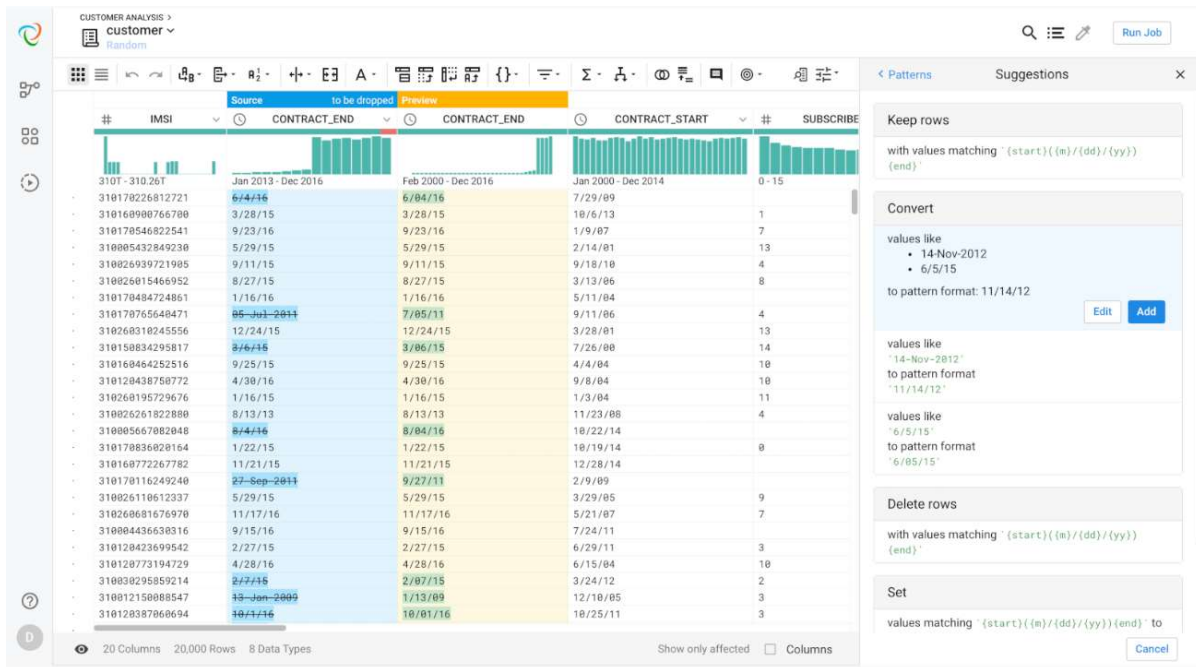 CUSTOMER ANALYSIS >
customer
Random
Run Job
Patterns
Suggestions
Source to be dropped Preview
# IMSI CONTRACT_END CONTRACT_END CONTRACT_START # SUBSCRIBE
310T - 310.26T Jan 2013 - Dec 2016 Feb 2000 - Dec 2016 Jan 2000 - Dec 2014 0 - 15
310170226812721 6/4/16 6/04/16 7/29/09
310160900766700 3/28/15 3/28/15 10/6/13 1
310170546822541 9/23/16 9/23/16 1/9/07 7
310005432849230 5/29/15 5/29/15 2/14/01 13
310026939721905 9/11/15 9/11/15 9/18/10 4
310026015466952 8/27/15 8/27/15 3/13/06 8
310170484724861 1/16/16 1/16/16 5/11/04
310170765640471 05-Jul-2011 7/05/11 9/11/06 4
310260310245556 12/24/15 12/24/15 3/28/01 13
310150834295817 3/6/15 3/06/15 7/26/00 14
310160464252516 9/25/15 9/25/15 4/4/04 10
310120438750772 4/30/16 4/30/16 9/8/04 10
310260195729676 1/16/15 1/16/15 1/3/04 11
310026261822880 8/13/13 8/13/13 11/23/08 4
310005667082048 8/4/16 8/04/16 10/22/14
310170836020164 1/22/15 1/22/15 10/19/14 0
310160772267782 11/21/15 11/21/15 12/28/14
310170116249240 27-Sep-2011 9/27/11 2/9/09
310026110612337 5/29/15 5/29/15 3/29/05 9
310260681676970 11/17/16 11/17/16 5/21/07 7
310004436630316 9/15/16 9/15/16 7/24/11
310120423699542 2/27/15 2/27/15 6/29/11 3
310120773194729 4/28/16 4/28/16 6/15/04 10
310030295859214 2/7/15 2/07/15 3/24/12 2
310012150088547 13-Jan-2009 1/13/09 12/10/05 3
310120387060694 10/1/16 10/01/16 10/25/11 3
20 Columns 20,000 Rows 8 Data Types Show only affected Columns
Keep rows
with values matching `{start}({m}/{dd}/{yy})
{end}`
Convert
values like
• 14-Nov-2012
• 6/5/15
to pattern format: 11/14/12
Edit Add
values like
`14-Nov-2012`
to pattern format
`11/14/12`
values like
`6/5/15`
to pattern format
`6/05/15`
Delete rows
with values matching `{start}({m}/{dd}/{yy})
{end}`
Set
values matching `{start}({m}/{dd}/{yy}){end}` to
Cancel
D